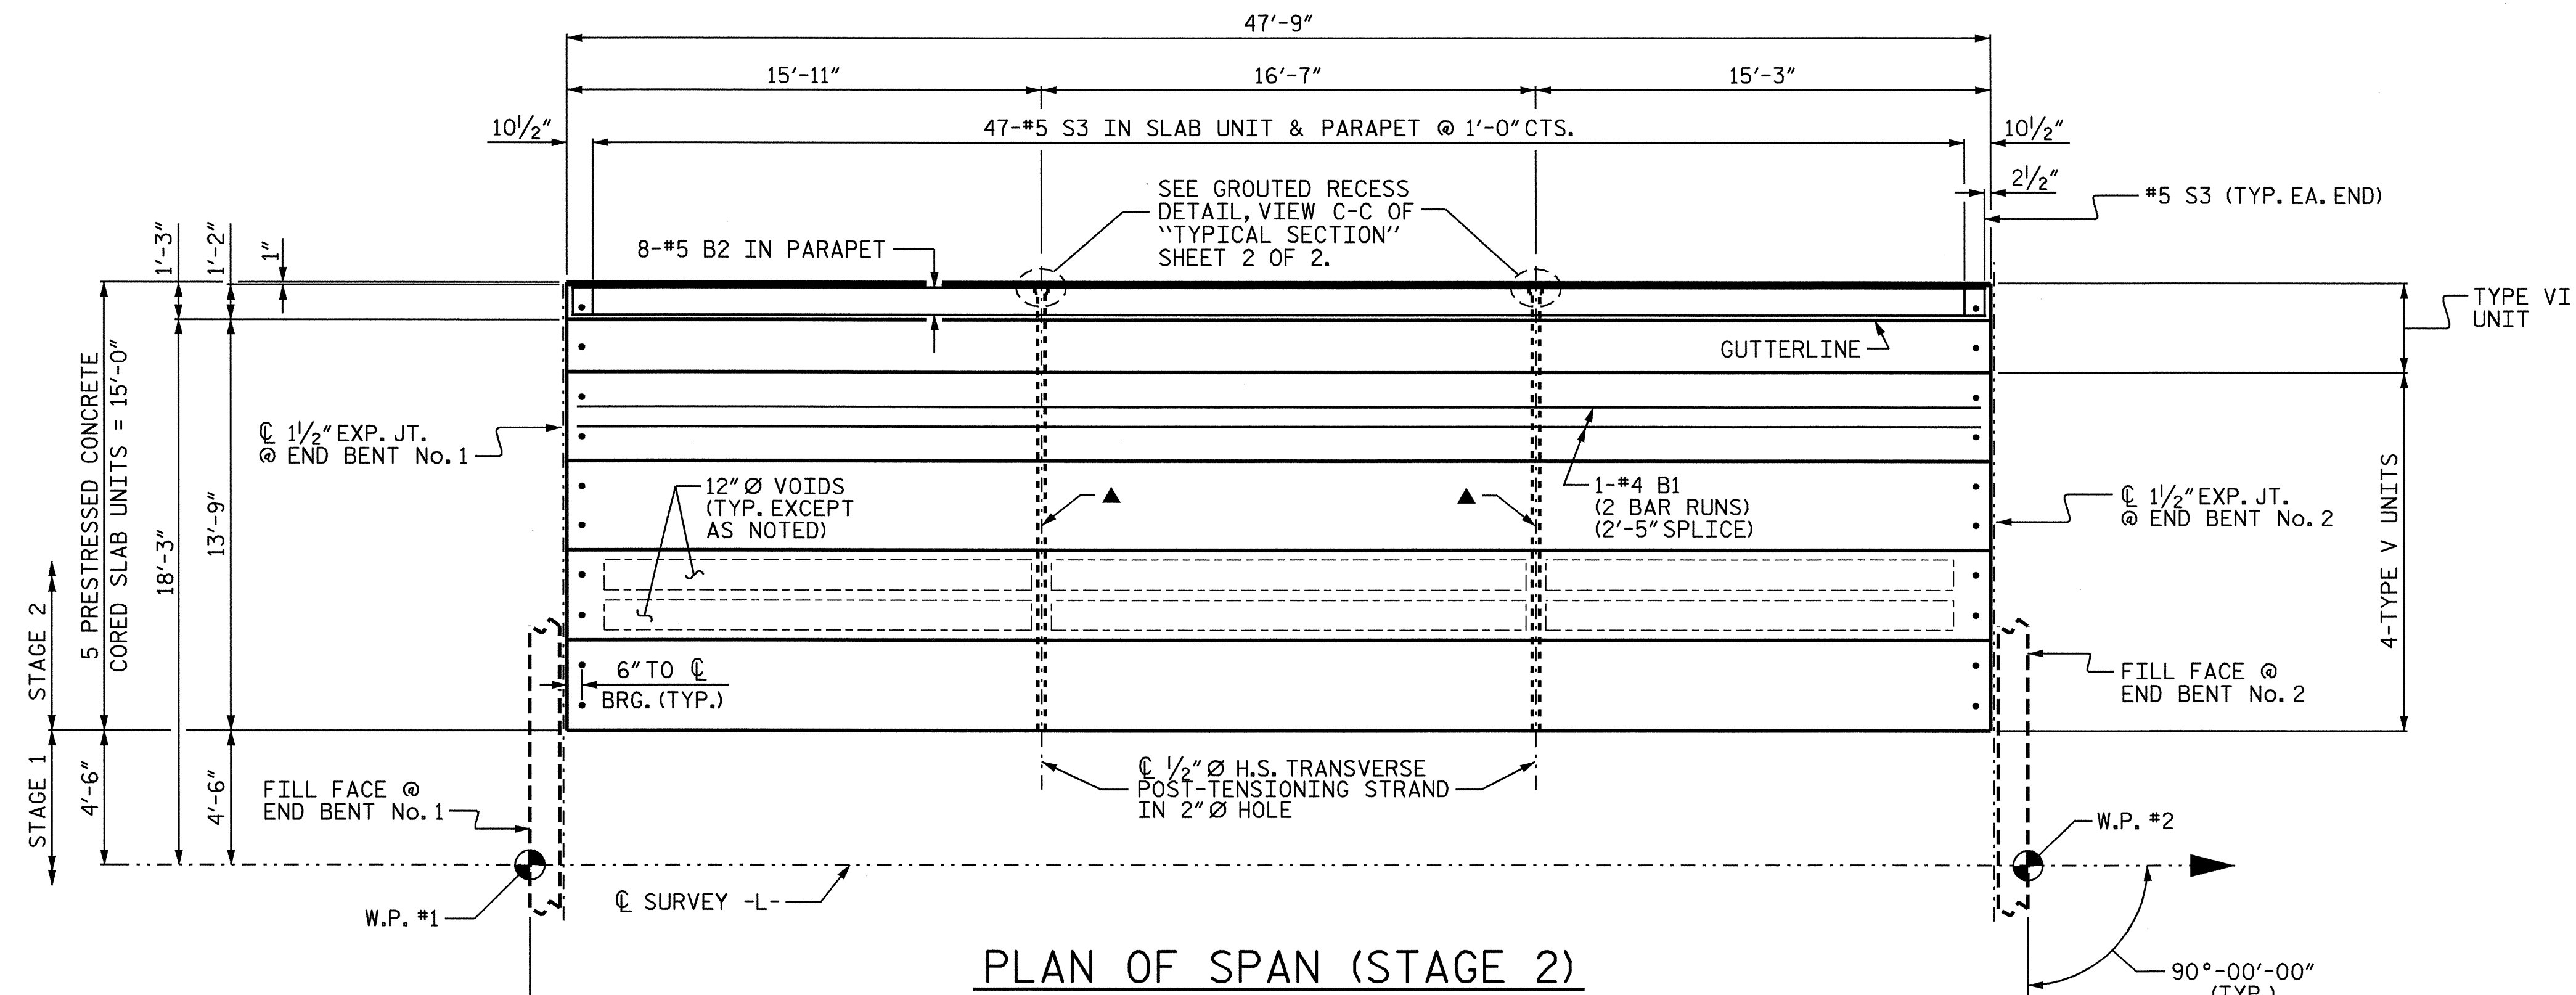 47'-9"
15'-11"
16'-7"
15'-3"
10½"
47-#5 S3 IN SLAB UNIT & PARAPET @ 1'-0" CTS.
10½"
2½"
#5 S3 (TYP. EA. END)
SEE GROUTED RECESS
DETAIL, VIEW C-C OF
"TYPICAL SECTION"
SHEET 2 OF 2.
8-#5 B2 IN PARAPET
1'-3"
1'-2"
1"
TYPE VI
UNIT
GUTTERLINE
5 PRESTRESSED CONCRETE
CORED SLAB UNITS = 15'-0"
18'-3"
13'-9"
℄ 1½" EXP. JT.
@ END BENT No. 1
12" Ø VOIDS
(TYP. EXCEPT
AS NOTED)
1-#4 B1
(2 BAR RUNS)
(2'-5" SPLICE)
℄ 1½" EXP. JT.
@ END BENT No. 2
4-TYPE V UNITS
STAGE 2
STAGE 1
6" TO ℄
BRG. (TYP.)
FILL FACE @
END BENT No. 2
4'-6"
4'-6"
FILL FACE @
END BENT No. 1
℄ ½" Ø H.S. TRANSVERSE
POST-TENSIONING STRAND
IN 2" Ø HOLE
W.P. #2
W.P. #1
℄ SURVEY -L-
PLAN OF SPAN (STAGE 2)
90°-00'-00"
(TYP.)